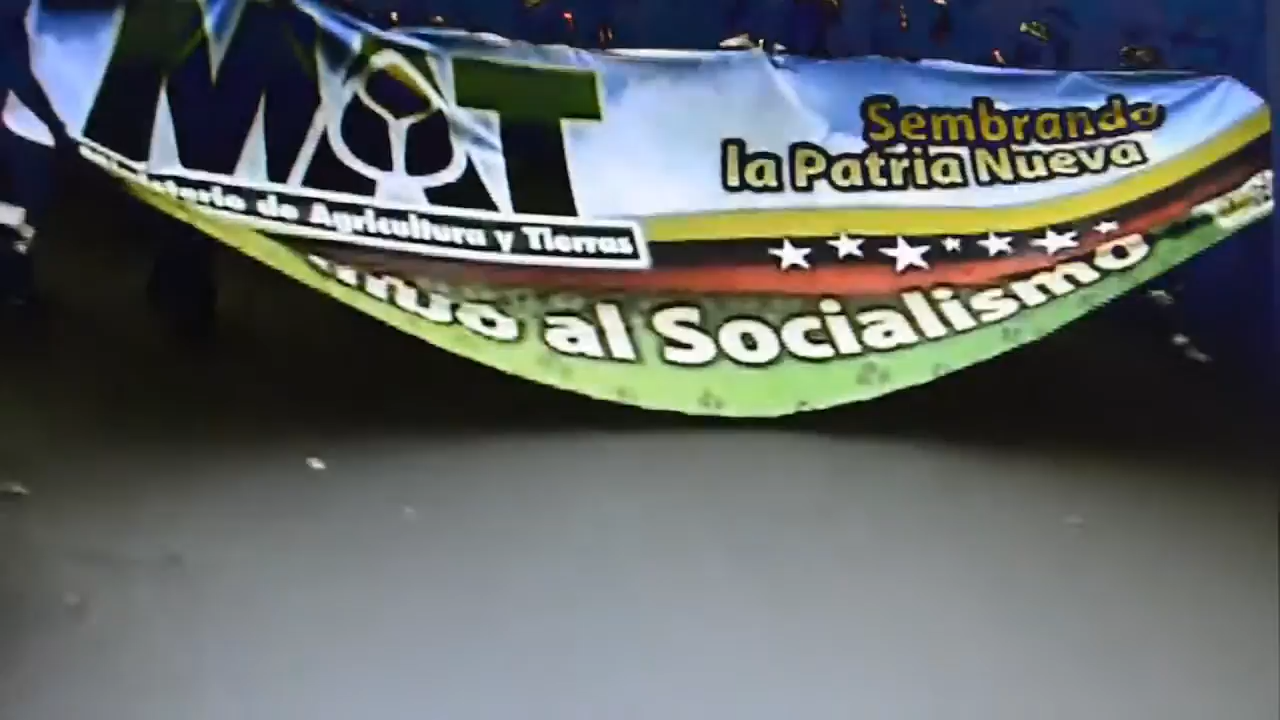 MAT
Sembrando
la Patria Nueva
de Agricultura y Tierras
al Socialismo